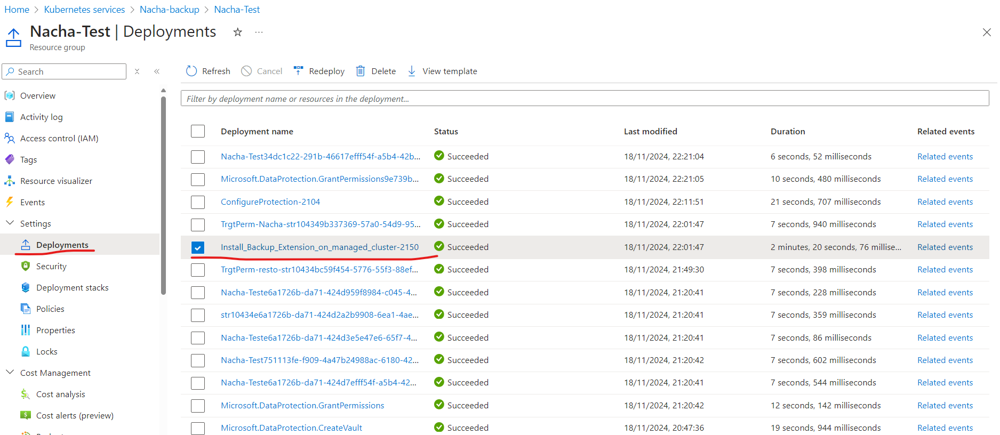 Home > Kubernetes services > Nacha-backup > Nacha-Test
Nacha-Test | Deployments
Resource group
Search
Overview
Activity log
Access control (IAM)
Tags
Resource visualizer
Events
Settings
Deployments
Security
Deployment stacks
Policies
Properties
Locks
Cost Management
Cost analysis
Cost alerts (preview)
Refresh Cancel Redeploy Delete View template
Filter by deployment name or resources in the deployment...
Deployment name Status Last modified Duration Related events
Nacha-Test34dc1c22-291b-46617efff54f-a5b4-42b... Succeeded 18/11/2024, 22:21:04 6 seconds, 52 milliseconds Related events
Microsoft.DataProtection.GrantPermissions9e739b... Succeeded 18/11/2024, 22:21:05 10 seconds, 480 milliseconds Related events
ConfigureProtection-2104 Succeeded 18/11/2024, 22:11:51 21 seconds, 707 milliseconds Related events
TrgtPerm-Nacha-str104349b337369-57a0-54d9-95... Succeeded 18/11/2024, 22:01:47 7 seconds, 940 milliseconds Related events
Install_Backup_Extension_on_managed_cluster-2150 Succeeded 18/11/2024, 22:01:47 2 minutes, 20 seconds, 76 millise... Related events
TrgtPerm-resto-str10434bc59f454-5776-55f3-88ef... Succeeded 18/11/2024, 21:49:30 7 seconds, 398 milliseconds Related events
Nacha-Teste6a1726b-da71-424d959f8984-c045-4... Succeeded 18/11/2024, 21:20:41 7 seconds, 228 milliseconds Related events
str10434e6a1726b-da71-424d2a2b9908-6ea1-4ae... Succeeded 18/11/2024, 21:20:41 7 seconds, 359 milliseconds Related events
Nacha-Teste6a1726b-da71-424d3e5e47e6-65f7-4... Succeeded 18/11/2024, 21:20:41 7 seconds, 86 milliseconds Related events
Nacha-Test751113fe-f909-4a47b24988ac-6180-42... Succeeded 18/11/2024, 21:20:42 7 seconds, 602 milliseconds Related events
Nacha-Teste6a1726b-da71-424d7efff54f-a5b4-42... Succeeded 18/11/2024, 21:20:41 7 seconds, 544 milliseconds Related events
Microsoft.DataProtection.GrantPermissions Succeeded 18/11/2024, 21:20:42 12 seconds, 142 milliseconds Related events
Microsoft.DataProtection.CreateVault Succeeded 18/11/2024, 20:47:36 19 seconds, 944 milliseconds Related events